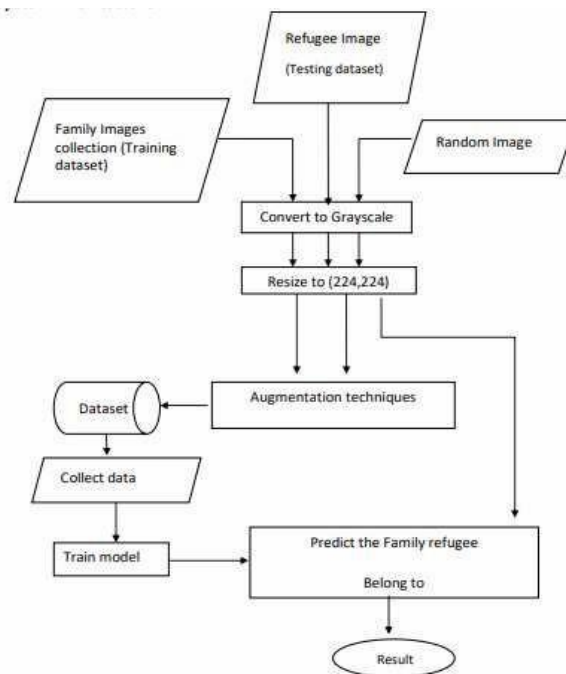 Refugee Image
(Testing dataset)
Family Images
collection (Training
dataset)
Random Image
Convert to Grayscale
Resize to (224,224)
Augmentation techniques
Dataset
Collect data
Train model
Predict the Family refugee
Belong to
Result